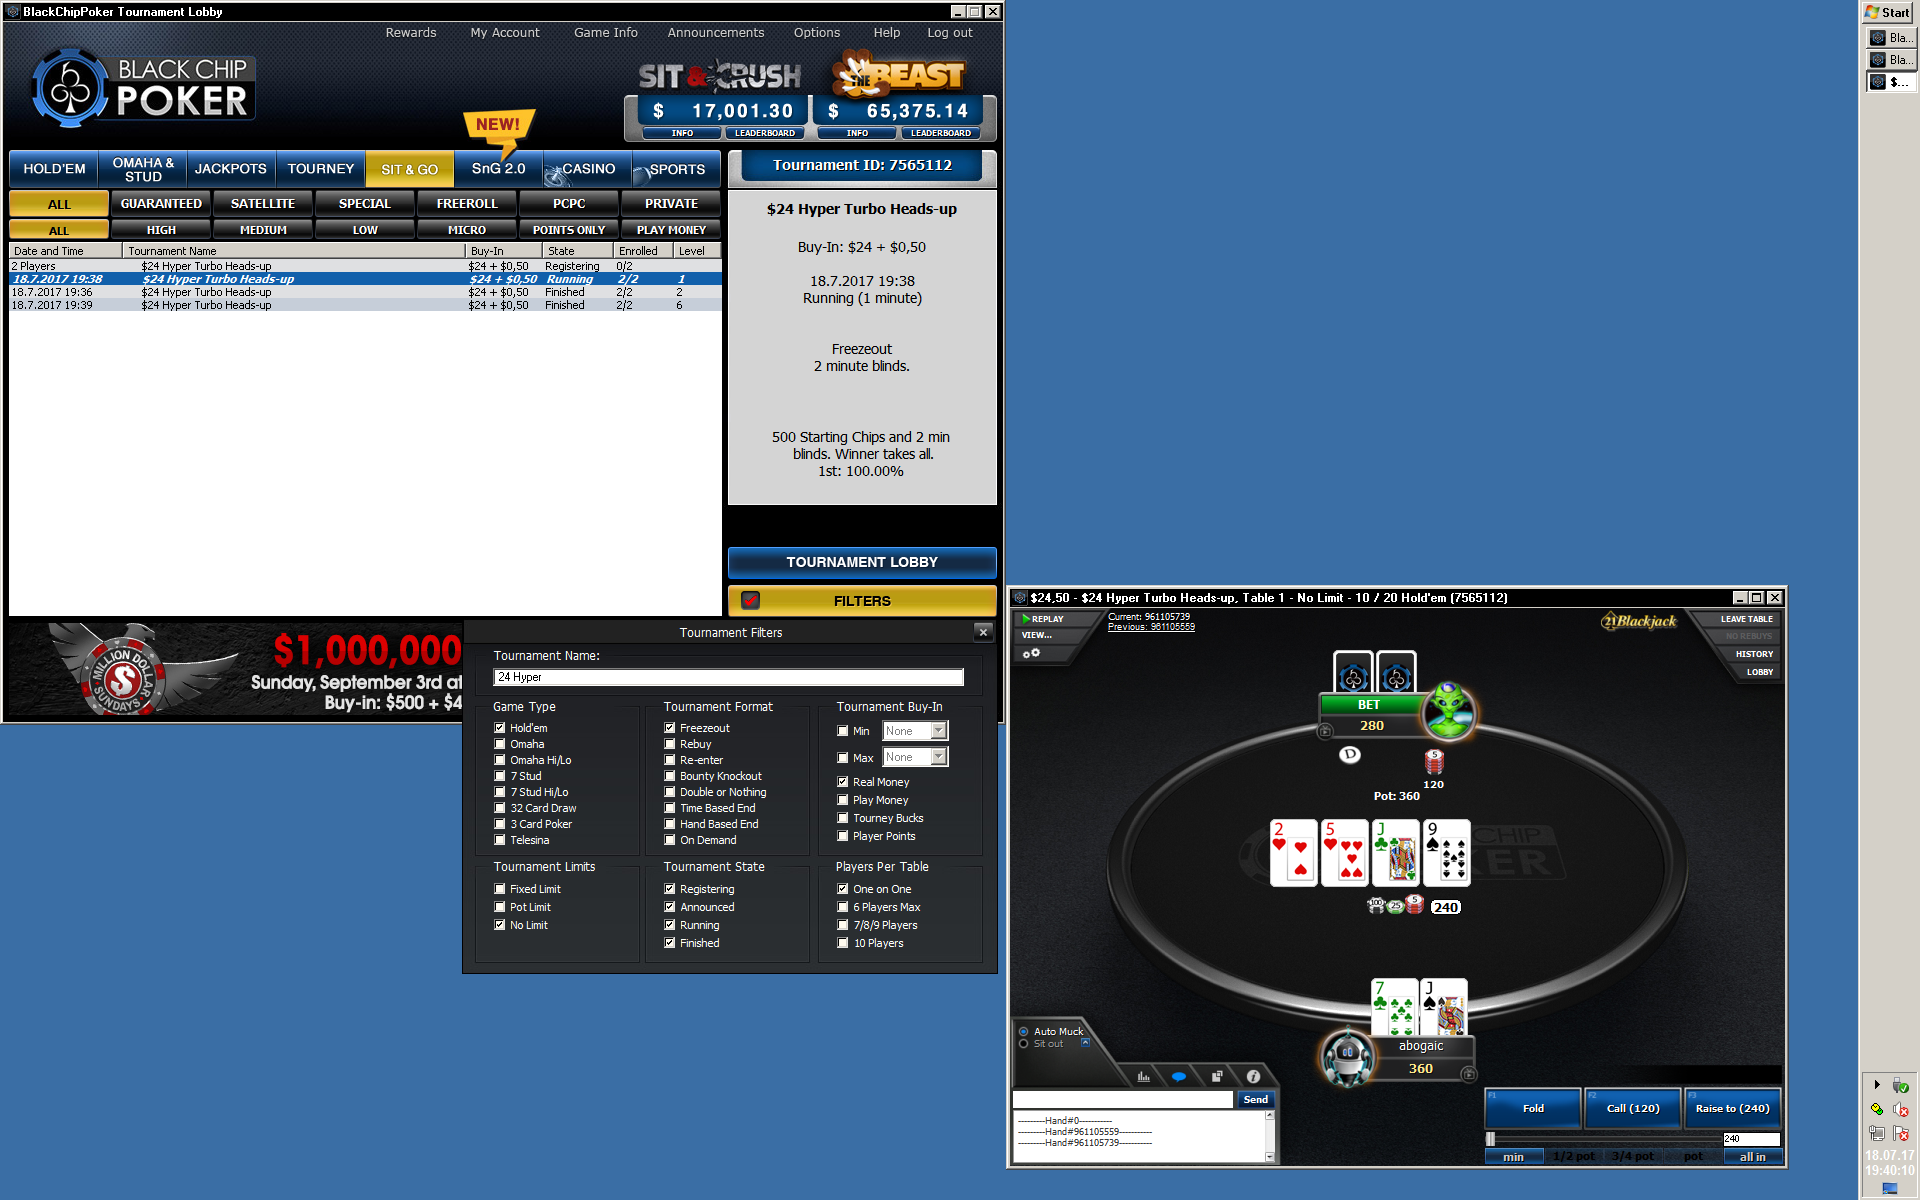 BlackChipPoker Tournament Lobby
Rewards My Account Game Info Announcements Options Help Log out
BLACK CHIP
POKER
SIT & CRUSH THE BEAST
$ 17,001.30 $ 65,375.14
INFO LEADERBOARD INFO LEADERBOARD
NEW!
HOLD'EM OMAHA & STUD JACKPOTS TOURNEY SIT & GO SnG 2.0 CASINO SPORTS
ALL GUARANTEED SATELLITE SPECIAL FREEROLL PCPC PRIVATE
ALL HIGH MEDIUM LOW MICRO POINTS ONLY PLAY MONEY
Date and Time Tournament Name Buy-In State Enrolled Level
2 Players $24 Hyper Turbo Heads-up $24 + $0,50 Registering 0/2
18.7.2017 19:38 $24 Hyper Turbo Heads-up $24 + $0,50 Running 2/2 1
18.7.2017 19:36 $24 Hyper Turbo Heads-up $24 + $0,50 Finished 2/2 2
18.7.2017 19:39 $24 Hyper Turbo Heads-up $24 + $0,50 Finished 2/2 6
Tournament ID: 7565112
$24 Hyper Turbo Heads-up
Buy-In: $24 + $0,50
18.7.2017 19:38
Running (1 minute)
Freezeout
2 minute blinds.
500 Starting Chips and 2 min
blinds. Winner takes all.
1st: 100.00%
TOURNAMENT LOBBY
FILTERS
MILLION DOLLAR
SUNDAYS
$1,000,000
Sunday, September 3rd at
Buy-in: $500 + $4
Tournament Filters
Tournament Name:
24 Hyper
Game Type
Hold'em
Omaha
Omaha Hi/Lo
7 Stud
7 Stud Hi/Lo
32 Card Draw
3 Card Poker
Telesina
Tournament Format
Freezeout
Rebuy
Re-enter
Bounty Knockout
Double or Nothing
Time Based End
Hand Based End
On Demand
Tournament Buy-In
Min None
Max None
Real Money
Play Money
Tourney Bucks
Player Points
Tournament Limits
Fixed Limit
Pot Limit
No Limit
Tournament State
Registering
Announced
Running
Finished
Players Per Table
One on One
6 Players Max
7/8/9 Players
10 Players
$24,50 - $24 Hyper Turbo Heads-up, Table 1 - No Limit - 10 / 20 Hold'em (7565112)
REPLAY
VIEW...
Current: 961105739
Previous: 961105559
21 Blackjack
LEAVE TABLE
NO REBUYS
HISTORY
LOBBY
BET
280
D
5
120
Pot: 360
2 5 J 9
CHIP
KER
100 25 5 240
7 J
abogaic
360
Auto Muck
Sit out
Send
---------Hand#0-----------
---------Hand#961105559-----------
---------Hand#961105739-----------
F1 Fold
F2 Call (120)
F3 Raise to (240)
240
min 1/2 pot 3/4 pot pot all in
Start
Bla...
Bla...
$...
18.07.17
19:40:10